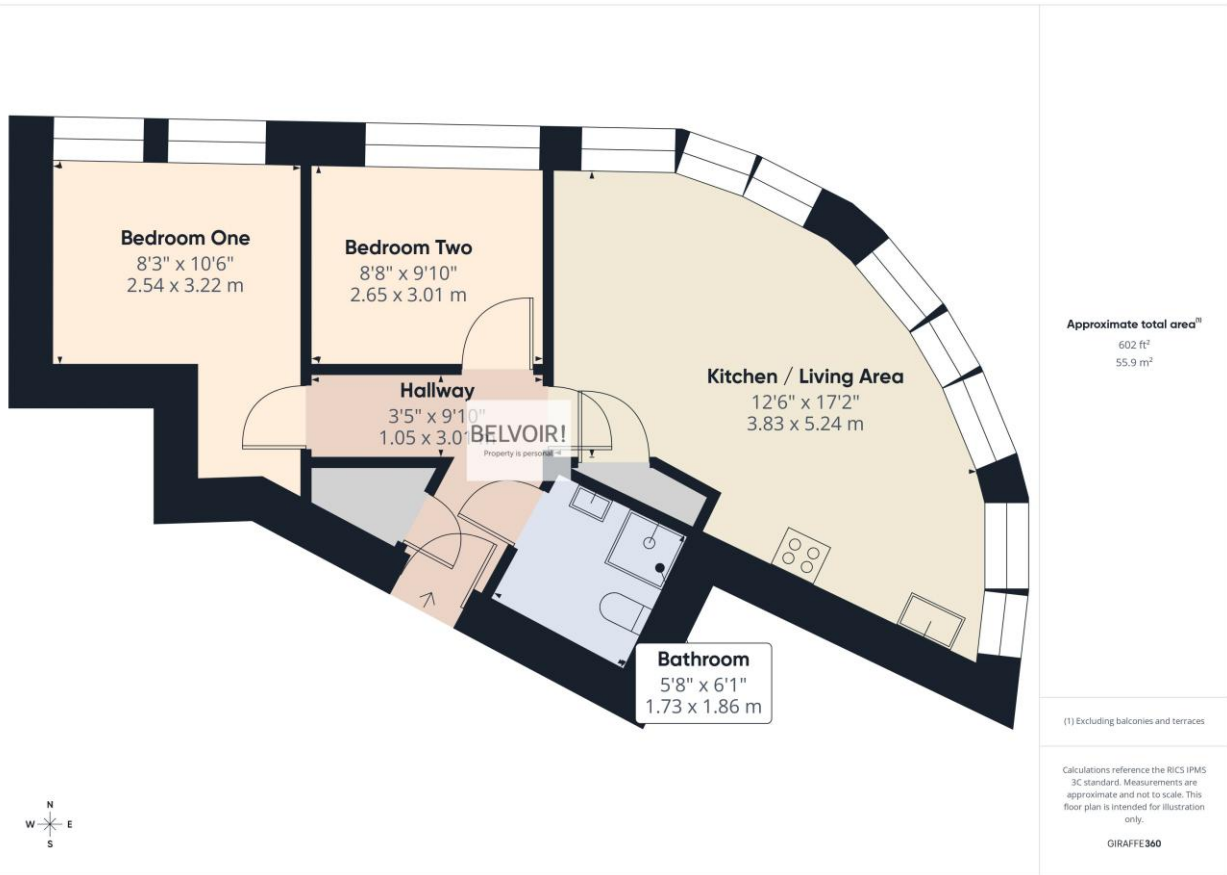 Bedroom One
8'3" x 10'6"
2.54 x 3.22 m
Bedroom Two
8'8" x 9'10"
2.65 x 3.01 m
Hallway
3'5" x 9'10"
1.05 x 3.01 m
BELVOIR!
Property is personal
Kitchen / Living Area
12'6" x 17'2"
3.83 x 5.24 m
Bathroom
5'8" x 6'1"
1.73 x 1.86 m
N
W E
S
Approximate total area(1)
602 ft²
55.9 m²
(1) Excluding balconies and terraces
Calculations reference the RICS IPMS
3C standard. Measurements are
approximate and not to scale. This
floor plan is intended for illustration
only.
GIRAFFE360